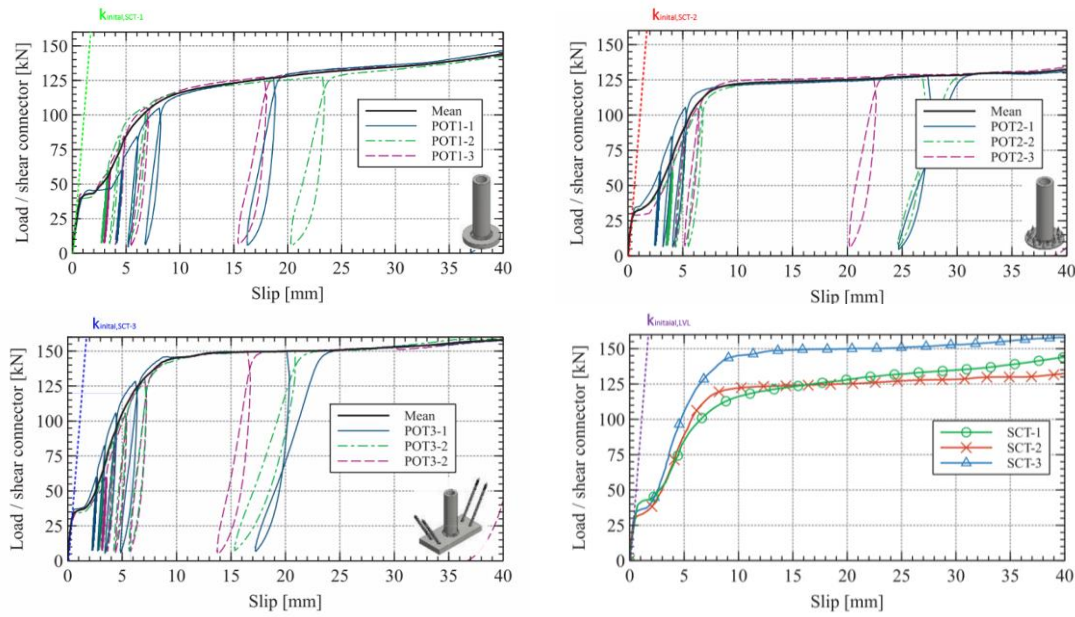 kinital,SCT-1
150
125
100
75
50
25
0
Load / shear connector [kN]
Mean
POT1-1
POT1-2
POT1-3
0 5 10 15 20 25 30 35 40
Slip [mm]
kinital,SCT-2
150
125
100
75
50
25
0
Load / shear connector [kN]
Mean
POT2-1
POT2-2
POT2-3
0 5 10 15 20 25 30 35 40
Slip [mm]
kinital,SCT-3
150
125
100
75
50
25
0
Load / shear connector [kN]
Mean
POT3-1
POT3-2
POT3-2
0 5 10 15 20 25 30 35 40
Slip [mm]
kinitaial,LVL
150
125
100
75
50
25
0
Load / shear connector [kN]
SCT-1
SCT-2
SCT-3
0 5 10 15 20 25 30 35 40
Slip [mm]